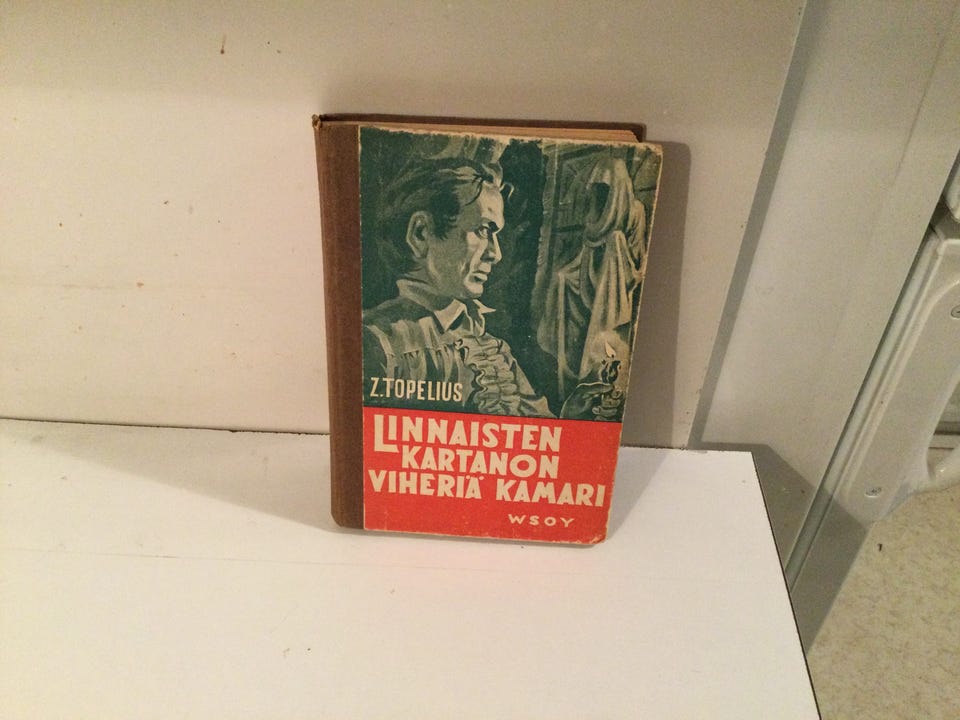 Z.TOPELIUS
LINNAISTEN
KARTANON
VIHERIÄ KAMARI
WSOY